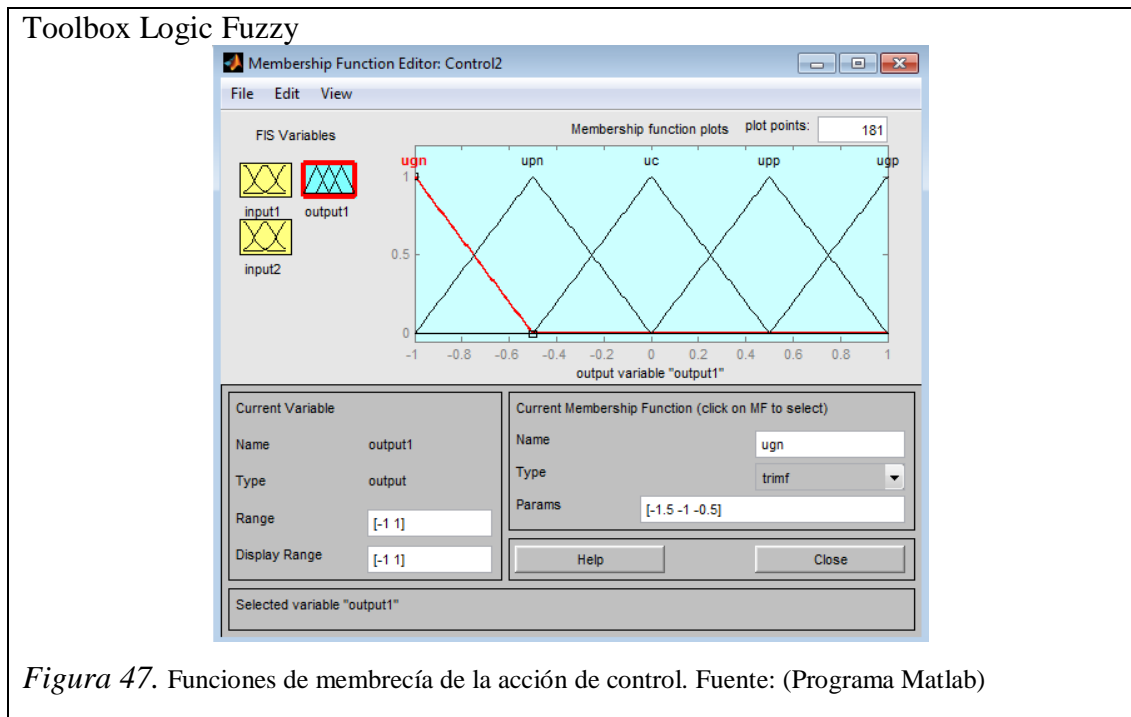 Toolbox Logic Fuzzy
Membership Function Editor: Control2
File Edit View
FIS Variables
input1 output1
input2
Membership function plots plot points: 181
ugn upn uc upp ugp
1
0.5
0
-1 -0.8 -0.6 -0.4 -0.2 0 0.2 0.4 0.6 0.8 1
output variable "output1"
Current Variable
Name output1
Type output
Range [-1 1]
Display Range [-1 1]
Current Membership Function (click on MF to select)
Name ugn
Type trimf
Params [-1.5 -1 -0.5]
Help Close
Selected variable "output1"
Figura 47. Funciones de membrecía de la acción de control. Fuente: (Programa Matlab)